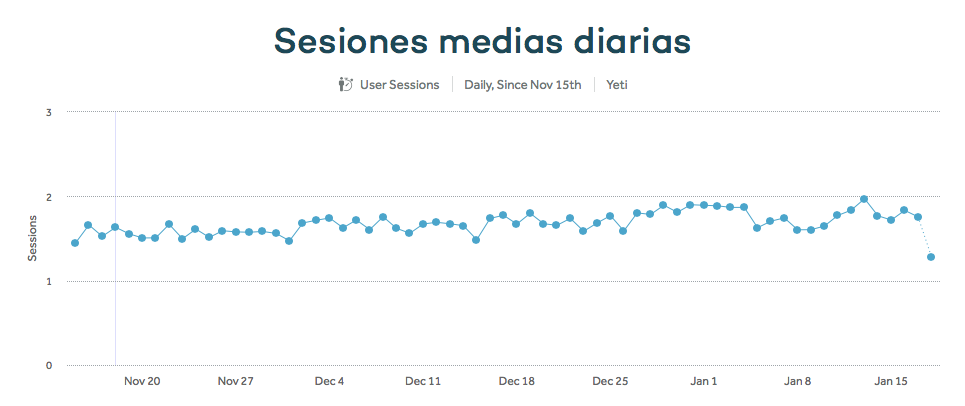 Sesiones medias diarias
User Sessions Daily, Since Nov 15th Yeti
3
2
Sessions
1
0
Nov 20 Nov 27 Dec 4 Dec 11 Dec 18 Dec 25 Jan 1 Jan 8 Jan 15